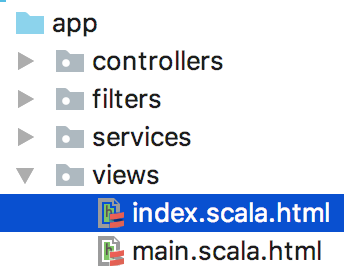 app
controllers
filters
services
views
index.scala.html
main.scala.html